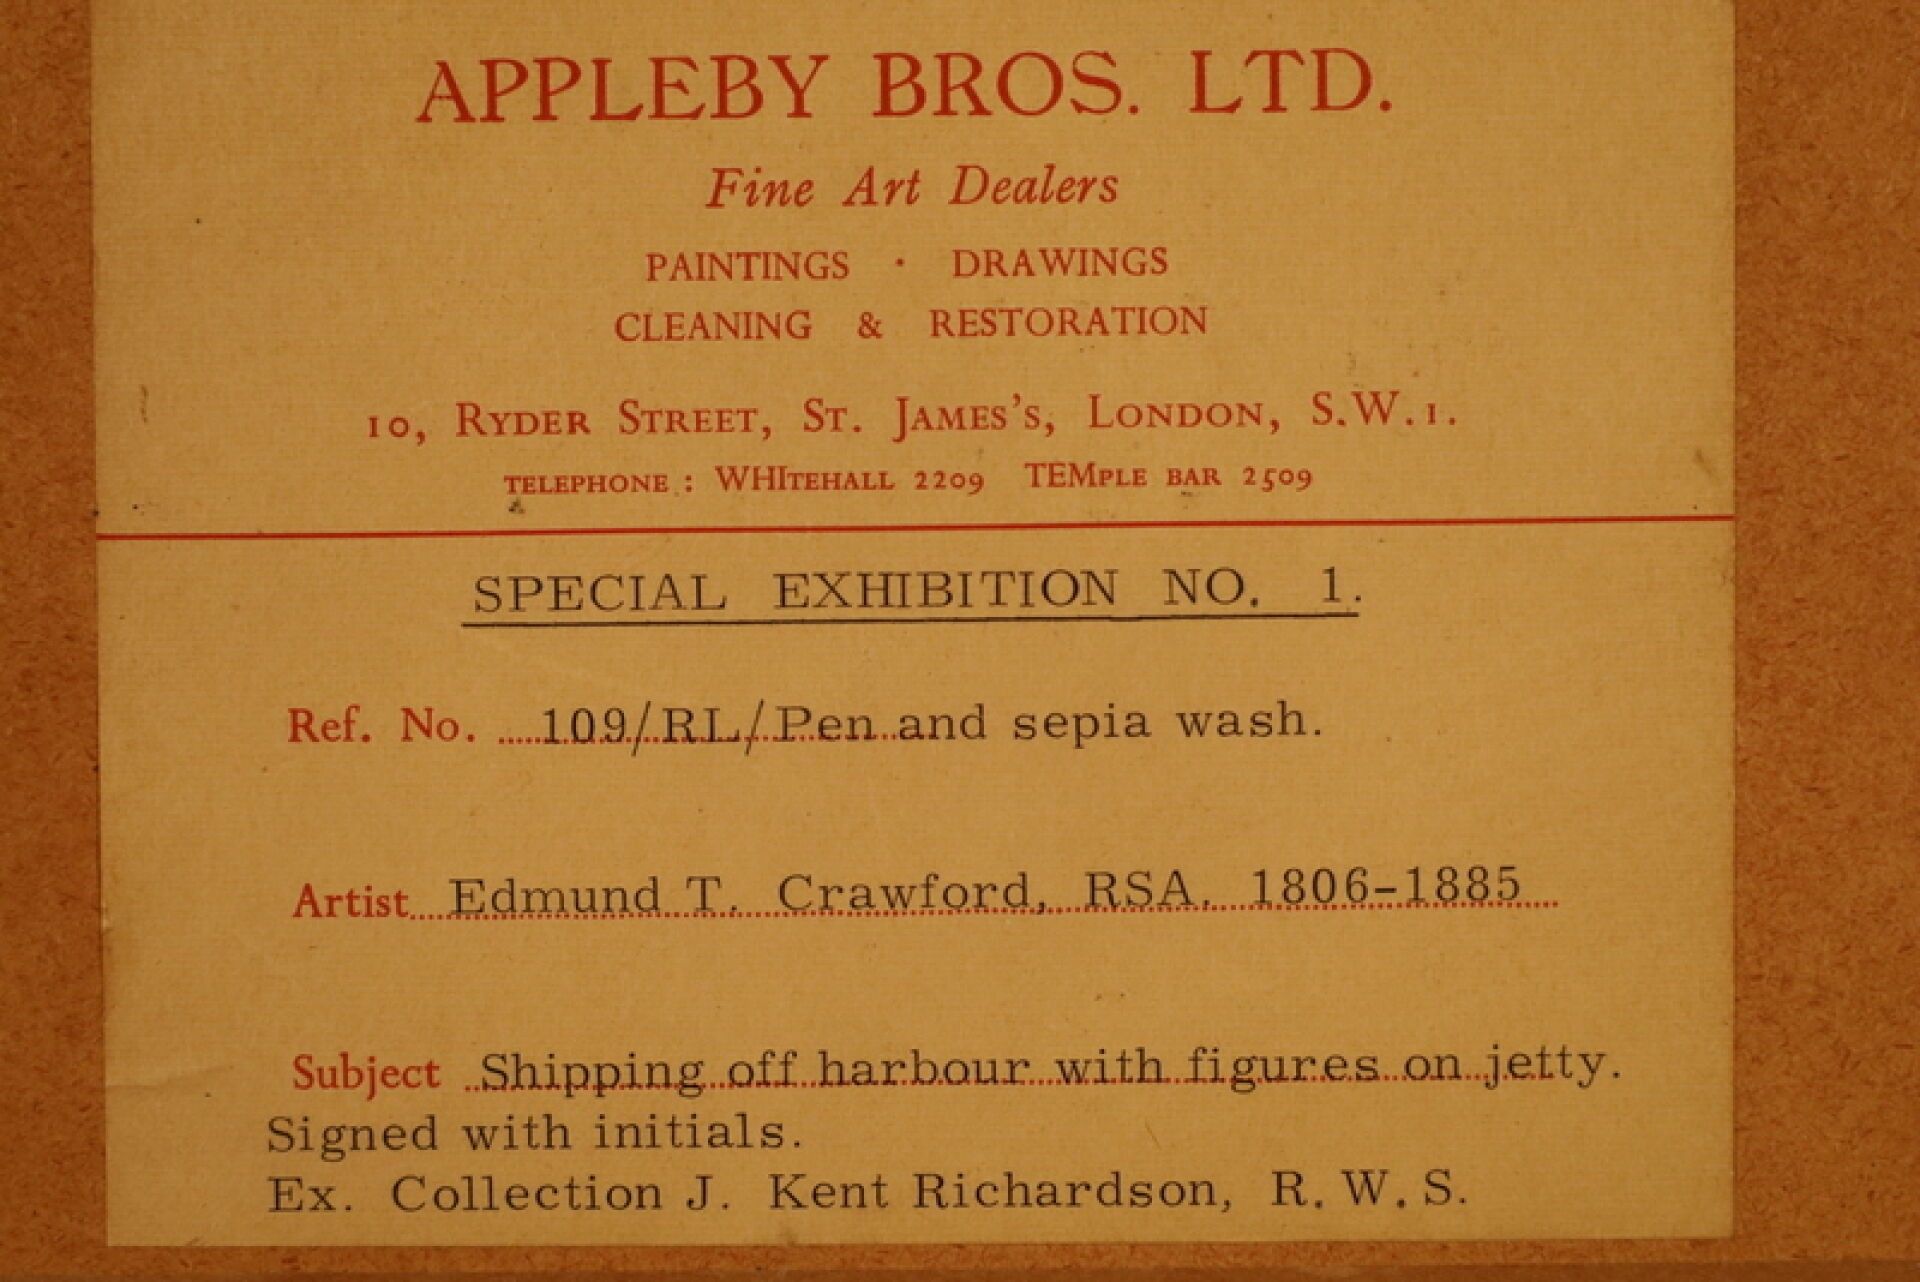 APPLEBY BROS. LTD.
Fine Art Dealers
PAINTINGS · DRAWINGS
CLEANING & RESTORATION
10, RYDER STREET, ST. JAMES'S, LONDON, S.W.1.
TELEPHONE : WHITEHALL 2209 TEMPLE BAR 2509
SPECIAL EXHIBITION NO. 1.
Ref. No. 109/RL/Pen and sepia wash.
Artist Edmund T. Crawford, RSA. 1806-1885
Subject Shipping off harbour with figures on jetty.
Signed with initials.
Ex. Collection J. Kent Richardson, R.W.S.